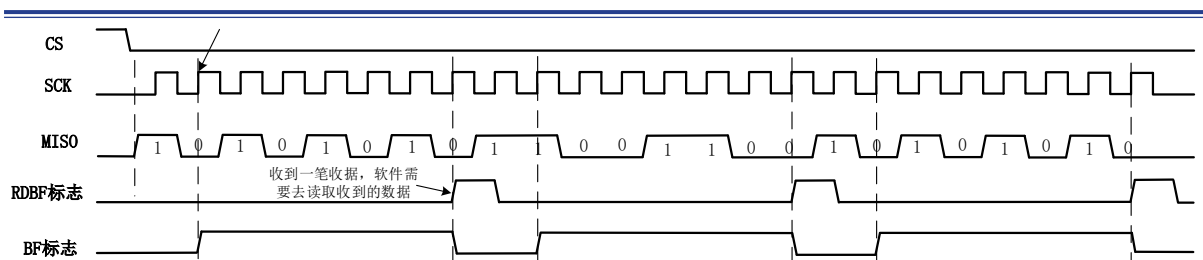 CS
SCK
MISO 1 0 1 0 1 0 1 0 1 1 0 0 1 1 0 0 1 0 1 0 1 0 1 0
收到一笔收据，软件需
要去读取收到的数据
RDBF标志
BF标志